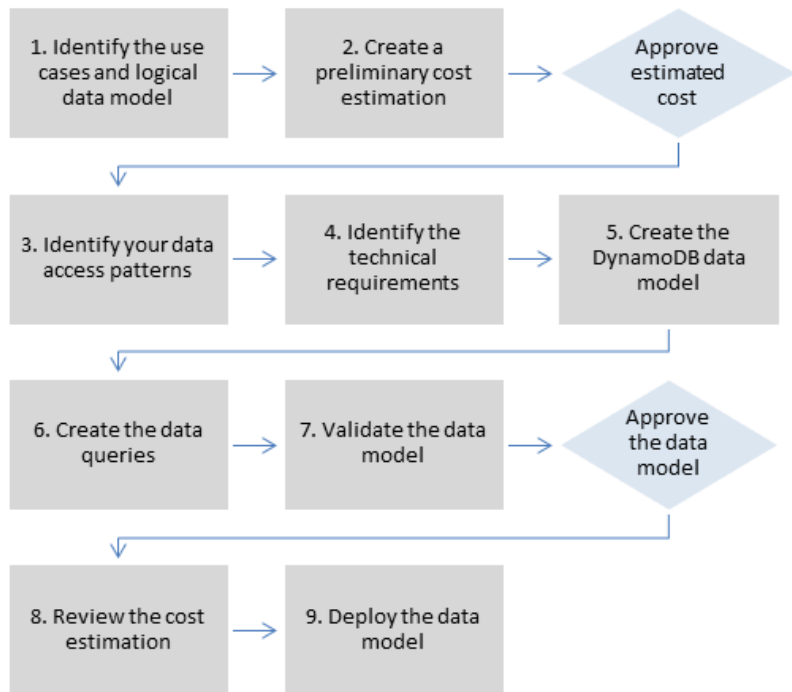 1. Identify the use
cases and logical
data model
2. Create a
preliminary cost
estimation
Approve
estimated
cost
3. Identify your data
access patterns
4. Identify the
technical
requirements
5. Create the
DynamoDB data
model
6. Create the data
queries
7. Validate the data
model
Approve
the data
model
8. Review the cost
estimation
9. Deploy the data
model